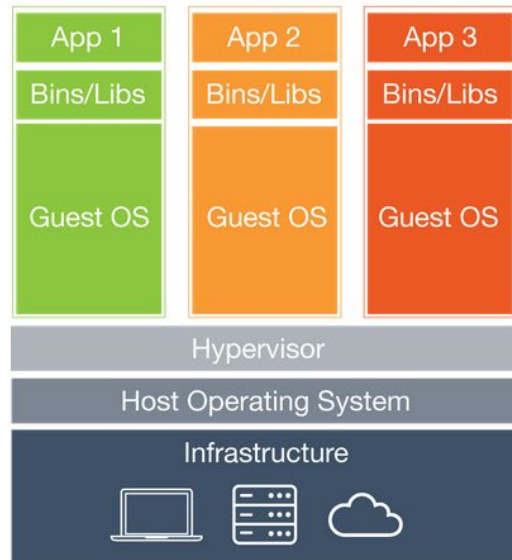 App 1
App 2
App 3
Bins/Libs
Bins/Libs
Bins/Libs
Guest OS
Guest OS
Guest OS
Hypervisor
Host Operating System
Infrastructure